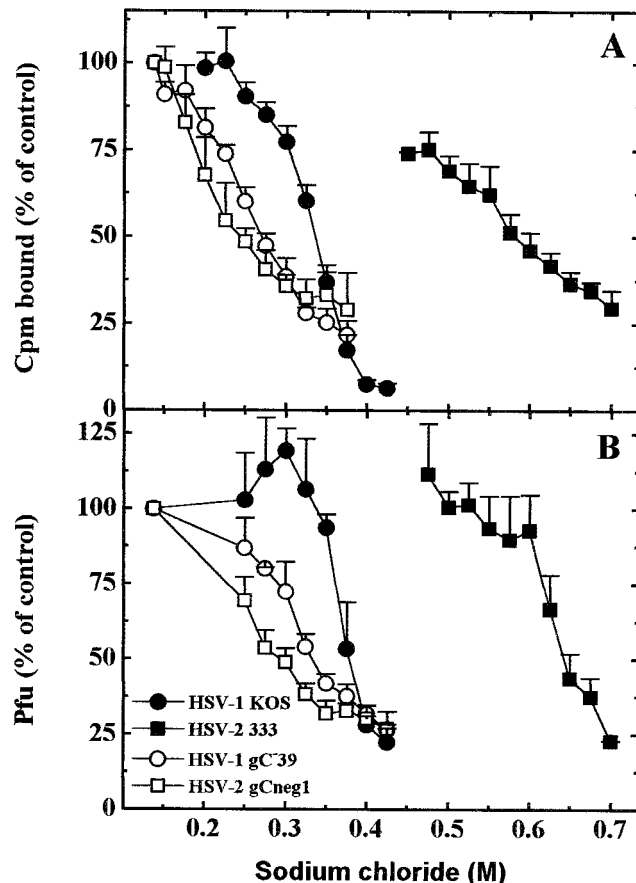 A
Cpm bound (% of control)
100
75
50
25
0
B
Pfu (% of control)
125
100
75
50
25
0
HSV-1 KOS
HSV-2 333
HSV-1 gC⁻39
HSV-2 gCneg1
0.2 0.3 0.4 0.5 0.6 0.7
Sodium chloride (M)